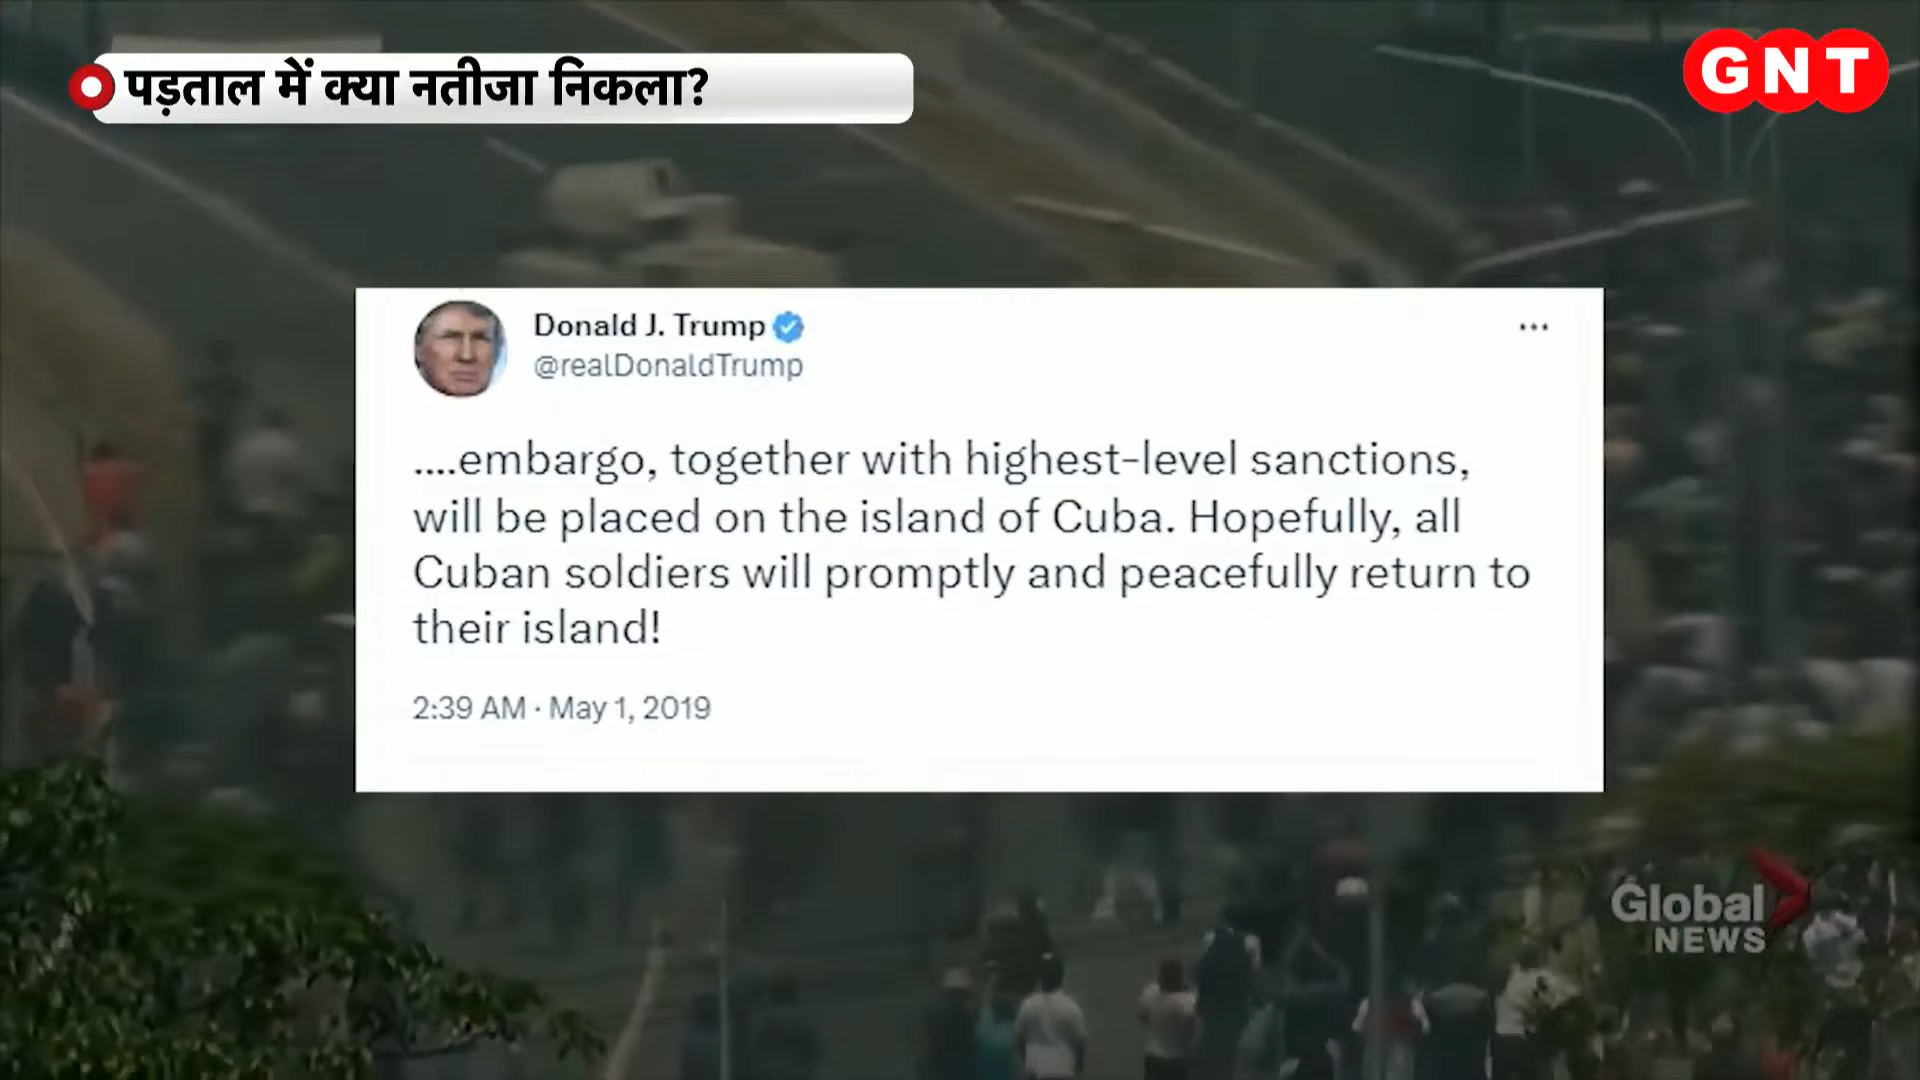 पड़ताल में क्या नतीजा निकला?
GNT
Donald J. Trump
@realDonaldTrump
....embargo, together with highest-level sanctions,
will be placed on the island of Cuba. Hopefully, all
Cuban soldiers will promptly and peacefully return to
their island!
2:39 AM · May 1, 2019
Global
NEWS